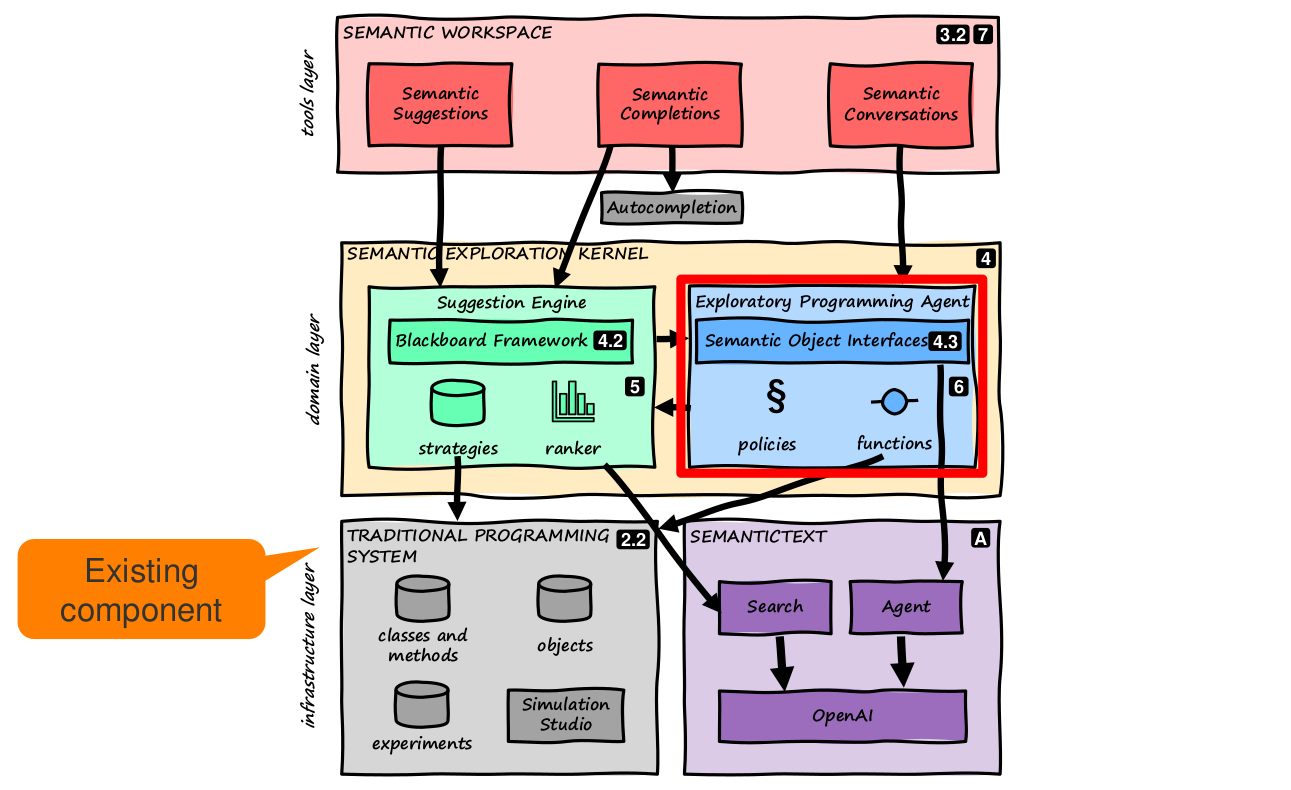 SEMANTIC WORKSPACE
3.2 7
tools layer
Semantic
Suggestions
Semantic
Completions
Semantic
Conversations
Autocompletion
SEMANTIC EXPLORATION KERNEL
4
domain layer
Suggestion Engine
Blackboard Framework 4.2
5
strategies
ranker
Exploratory Programming Agent
Semantic Object Interfaces 4.3
6
§
policies
functions
Existing
component
infrastructure layer
TRADITIONAL PROGRAMMING
SYSTEM
2.2
classes and
methods
objects
experiments
Simulation
Studio
SEMANTICTEXT
A
Search
Agent
OpenAI